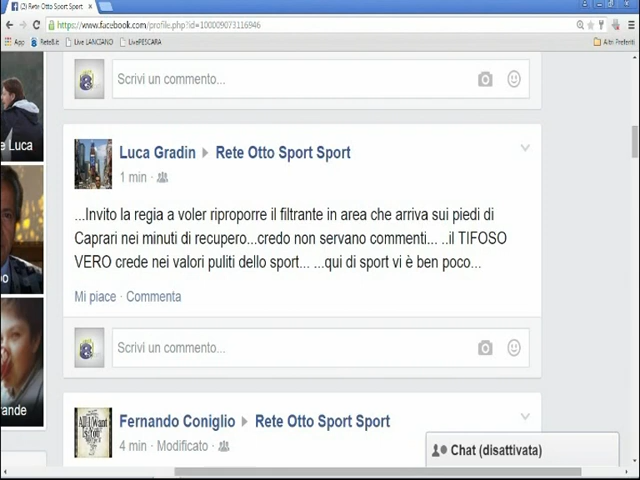 (2) Rete Otto Sport Sport
https://www.facebook.com/profile.php?id=100009073116946
App Rete8.it Live LANCIANO LivePESCARA Altri Preferiti
e Luca
Scrivi un commento...
Luca Gradin Rete Otto Sport Sport
1 min ·
...Invito la regia a voler riproporre il filtrante in area che arriva sui piedi di
Caprari nei minuti di recupero...credo non servano commenti... ..il TIFOSO
VERO crede nei valori puliti dello sport... ...qui di sport vi è ben poco...
Mi piace · Commenta
Scrivi un commento...
Fernando Coniglio Rete Otto Sport Sport
4 min · Modificato ·
Chat (disattivata)